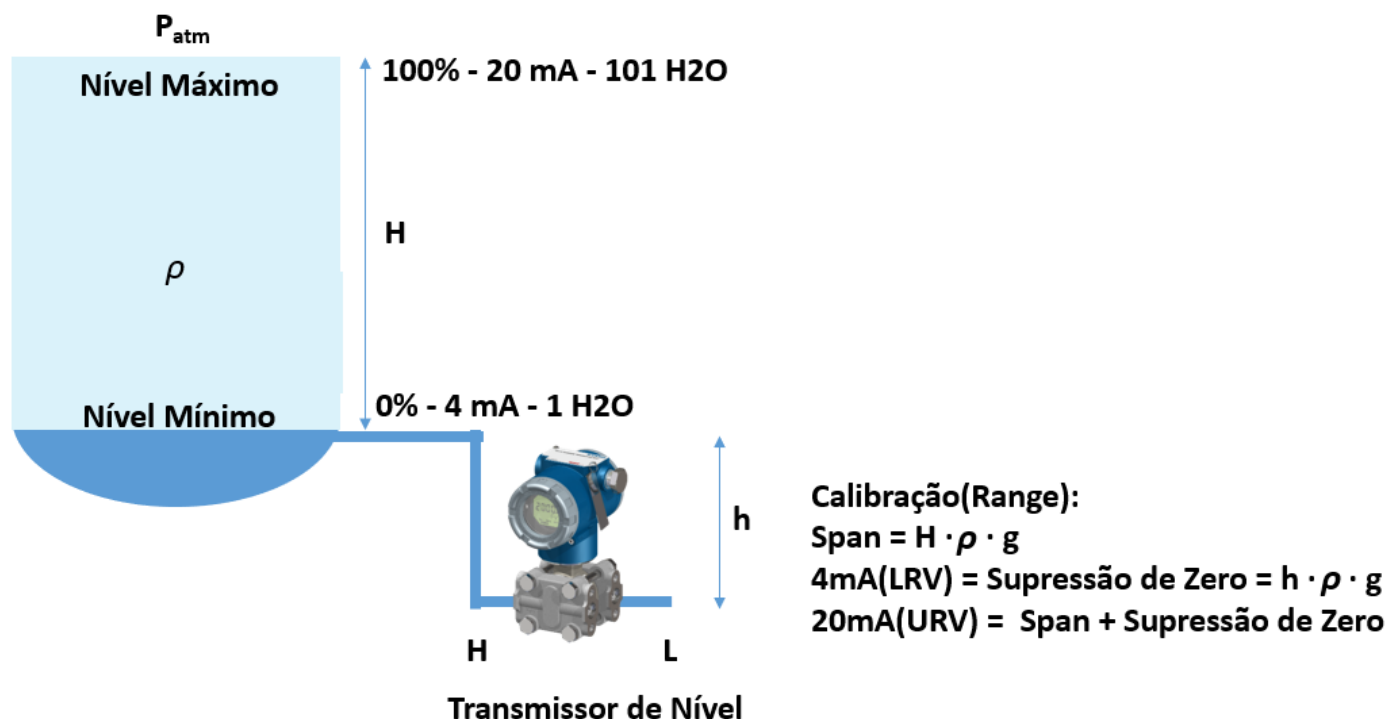 P_atm
Nível Máximo
100% - 20 mA - 101 H2O
H
ρ
Nível Mínimo
0% - 4 mA - 1 H2O
h
Calibração(Range):
Span = H · ρ · g
4mA(LRV) = Supressão de Zero = h · ρ · g
20mA(URV) =  Span + Supressão de Zero
H
L
Transmissor de Nível